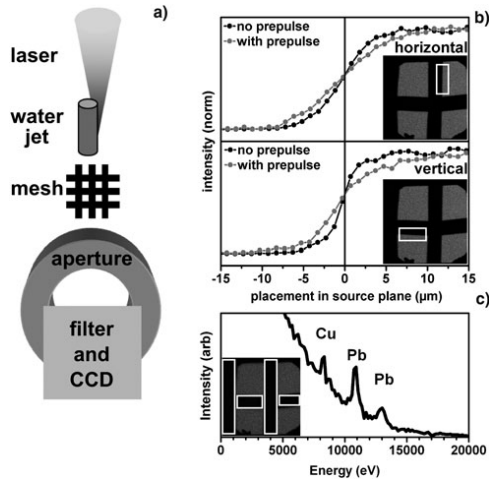 a)
laser
water
jet
mesh
aperture
filter
and
CCD
b)
no prepulse
with prepulse
horizontal
no prepulse
with prepulse
vertical
intensity (norm)
-15 -10 -5 0 5 10 15
placement in source plane (μm)
c)
Cu
Pb
Pb
Intensity (arb)
0 5000 10000 15000 20000
Energy (eV)